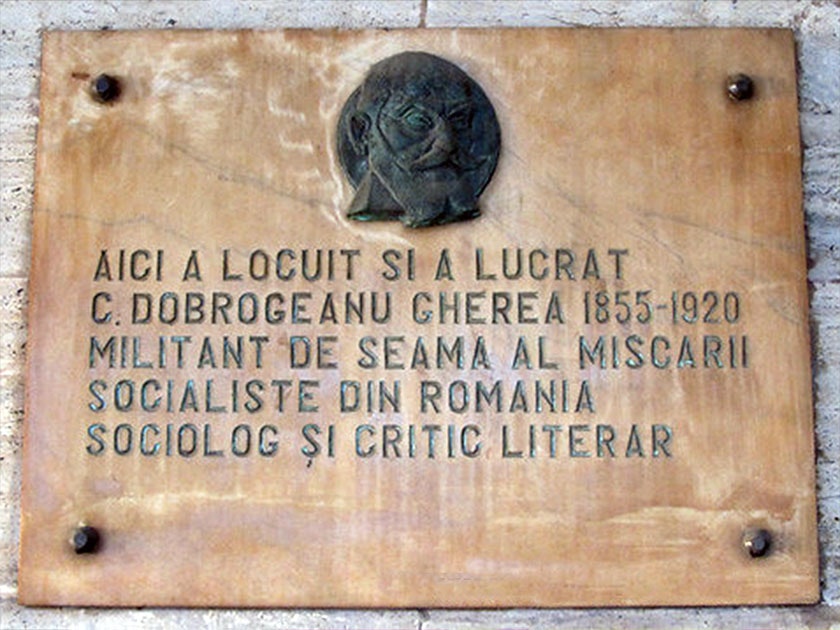 AICI A LOCUIT SI A LUCRAT
C. DOBROGEANU GHEREA 1855-1920
MILITANT DE SEAMA AL MISCARII
SOCIALISTE DIN ROMANIA
SOCIOLOG ȘI CRITIC LITERAR